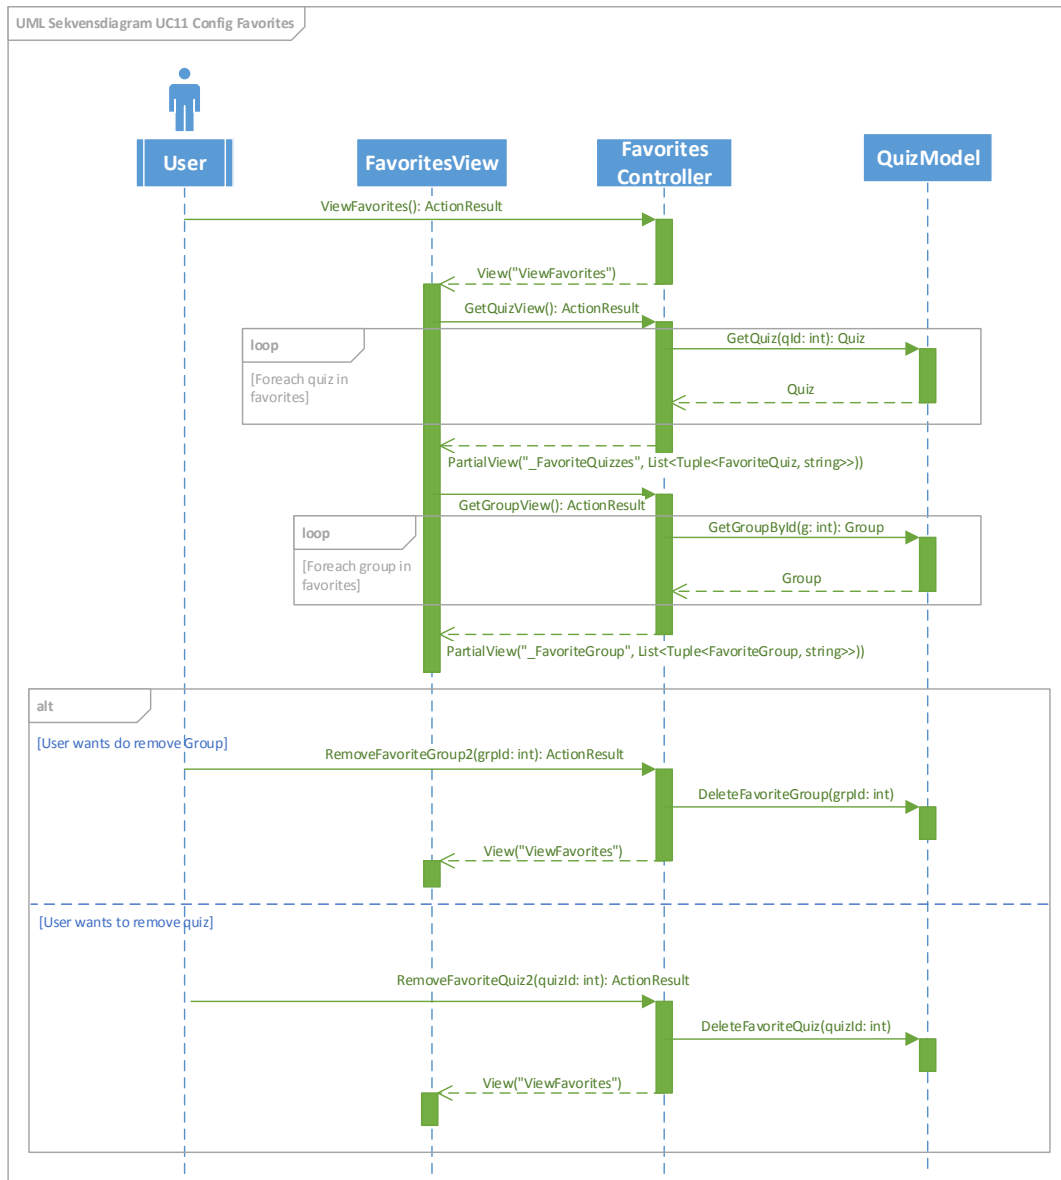 UML Sekvensdiagram UC11 Config Favorites
User
FavoritesView
Favorites
Controller
QuizModel
ViewFavorites(): ActionResult
View("ViewFavorites")
GetQuizView(): ActionResult
loop
[Foreach quiz in
favorites]
GetQuiz(qId: int): Quiz
Quiz
PartialView("_FavoriteQuizzes", List<Tuple<FavoriteQuiz, string>>))
GetGroupView(): ActionResult
loop
[Foreach group in
favorites]
GetGroupById(g: int): Group
Group
PartialView("_FavoriteGroup", List<Tuple<FavoriteGroup, string>>))
alt
[User wants do remove Group]
RemoveFavoriteGroup2(grpId: int): ActionResult
DeleteFavoriteGroup(grpId: int)
View("ViewFavorites")
[User wants to remove quiz]
RemoveFavoriteQuiz2(quizId: int): ActionResult
DeleteFavoriteQuiz(quizId: int)
View("ViewFavorites")